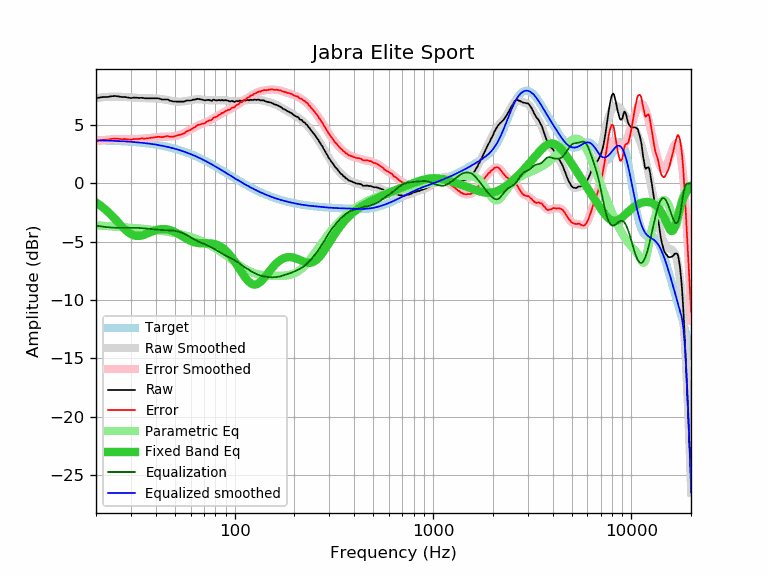 Jabra Elite Sport
Amplitude (dBr)
5
0
−5
−10
−15
−20
−25
Target
Raw Smoothed
Error Smoothed
Raw
Error
Parametric Eq
Fixed Band Eq
Equalization
Equalized smoothed
100
1000
10000
Frequency (Hz)